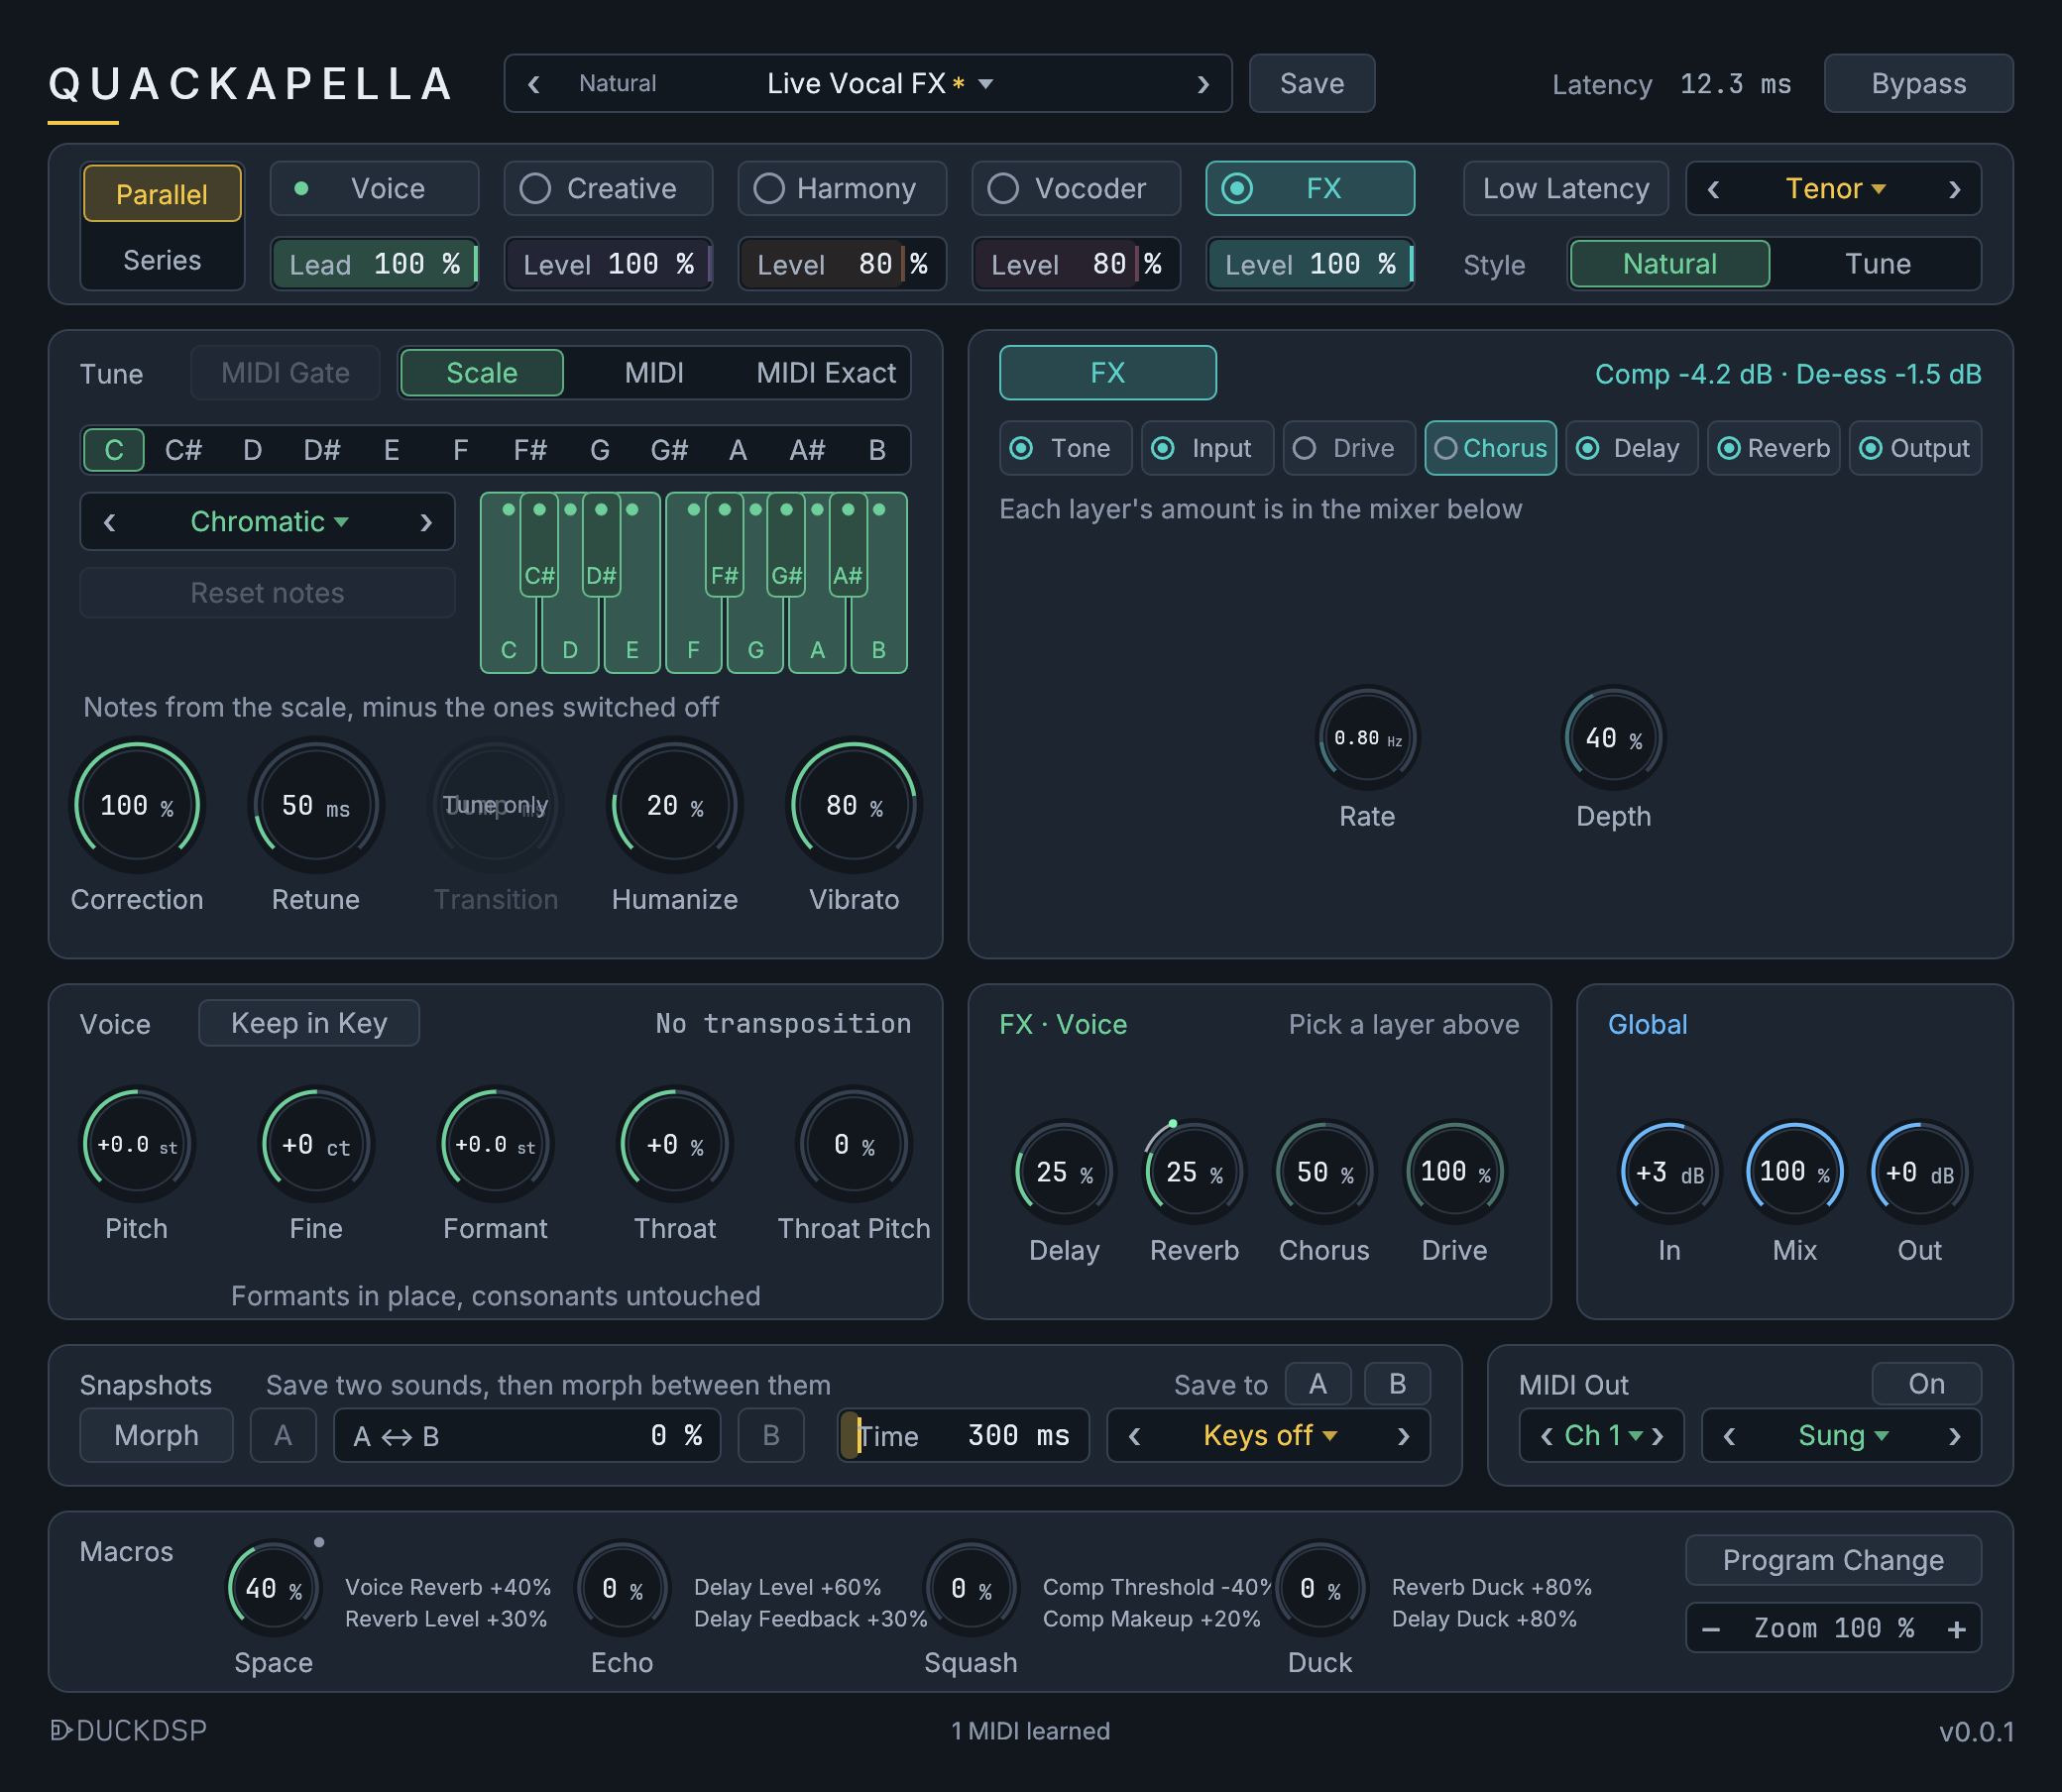 QUACKAPELLA
‹ Natural Live Vocal FX * ›
Save
Latency 12.3 ms
Bypass
Parallel
Voice
Creative
Harmony
Vocoder
FX
Low Latency
‹ Tenor ›
Series
Lead 100 %
Level 100 %
Level 80 %
Level 80 %
Level 100 %
Style
Natural
Tune
Tune
MIDI Gate
Scale
MIDI
MIDI Exact
C C# D D# E F F# G G# A A# B
‹ Chromatic ›
Reset notes
C# D# F# G# A#
C D E F G A B
Notes from the scale, minus the ones switched off
100 %
50 ms
Tune only
20 %
80 %
Correction
Retune
Transition
Humanize
Vibrato
FX
Comp -4.2 dB · De-ess -1.5 dB
Tone
Input
Drive
Chorus
Delay
Reverb
Output
Each layer's amount is in the mixer below
0.80 Hz
40 %
Rate
Depth
Voice
Keep in Key
No transposition
+0.0 st
+0 ct
+0.0 st
+0 %
0 %
Pitch
Fine
Formant
Throat
Throat Pitch
Formants in place, consonants untouched
FX · Voice
Pick a layer above
25 %
25 %
50 %
100 %
Delay
Reverb
Chorus
Drive
Global
+3 dB
100 %
+0 dB
In
Mix
Out
Snapshots
Save two sounds, then morph between them
Save to
A
B
Morph
A
A ↔ B 0 %
B
Time 300 ms
‹ Keys off ›
MIDI Out
On
‹ Ch 1 ›
‹ Sung ›
Macros
40 %
Space
Voice Reverb +40%
Reverb Level +30%
0 %
Echo
Delay Level +60%
Delay Feedback +30%
0 %
Squash
Comp Threshold -40%
Comp Makeup +20%
0 %
Duck
Reverb Duck +80%
Delay Duck +80%
Program Change
− Zoom 100 % +
DUCKDSP
1 MIDI learned
v0.0.1